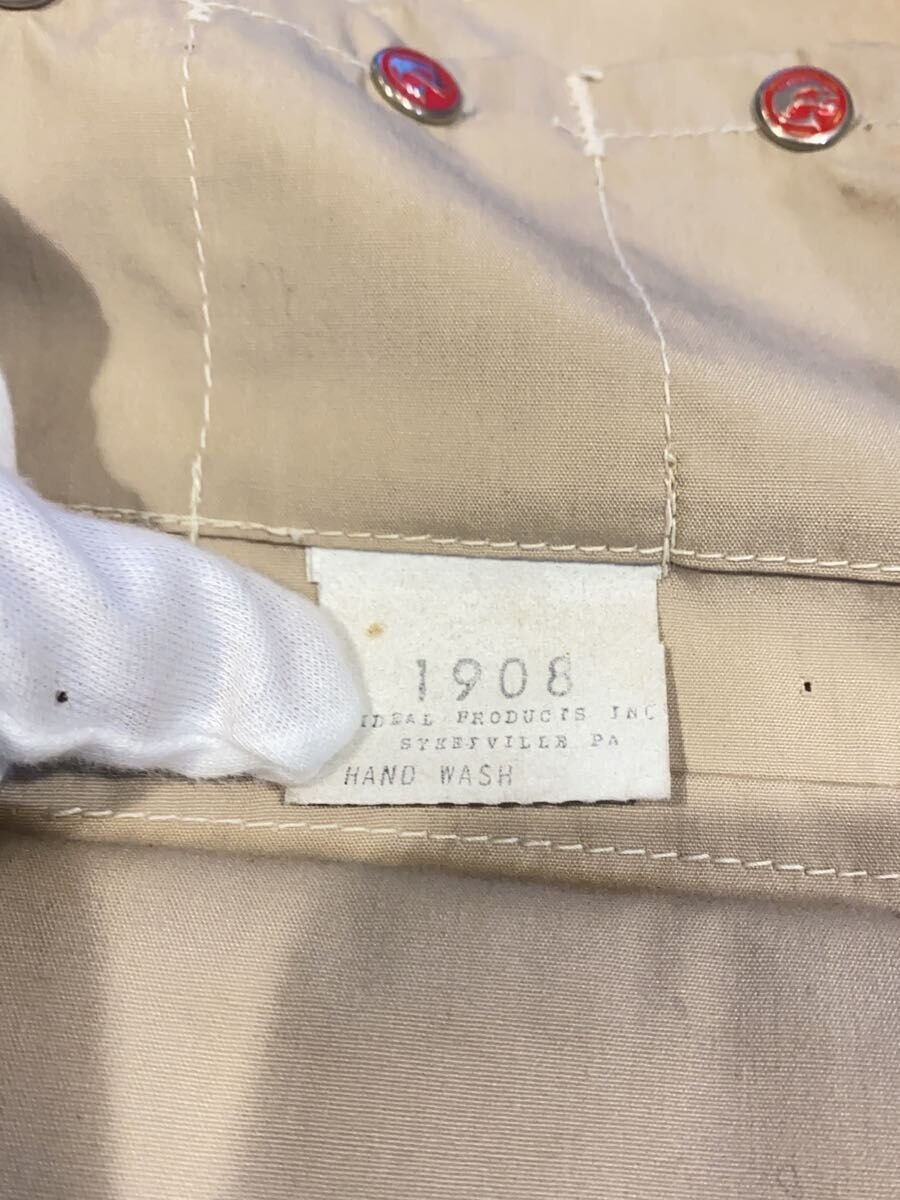 1908
IDEAL PRODUCTS INC
SYKESVILLE PA
HAND WASH